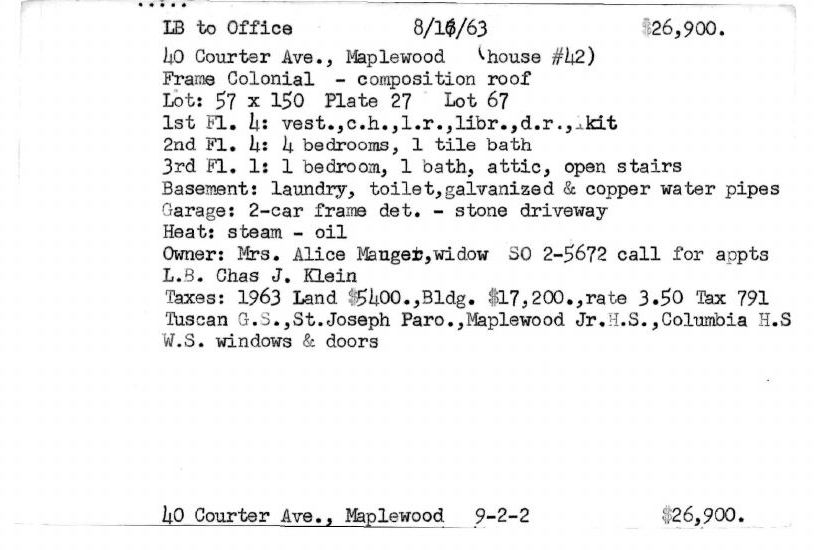 LB to Office 8/16/63 $26,900.
40 Courter Ave., Maplewood (house #42)
Frame Colonial - composition roof
Lot: 57 x 150 Plate 27 Lot 67
1st Fl. 4: vest.,c.h.,l.r.,libr.,d.r.,kit
2nd Fl. 4: 4 bedrooms, 1 tile bath
3rd Fl. 1: 1 bedroom, 1 bath, attic, open stairs
Basement: laundry, toilet,galvanized & copper water pipes
Garage: 2-car frame det. - stone driveway
Heat: steam - oil
Owner: Mrs. Alice Mauger,widow SO 2-5672 call for appts
L.B. Chas J. Klein
Taxes: 1963 Land $5400.,Bldg. $17,200.,rate 3.50 Tax 791
Tuscan G.S.,St.Joseph Paro.,Maplewood Jr.H.S.,Columbia H.S
W.S. windows & doors
40 Courter Ave., Maplewood 9-2-2 $26,900.